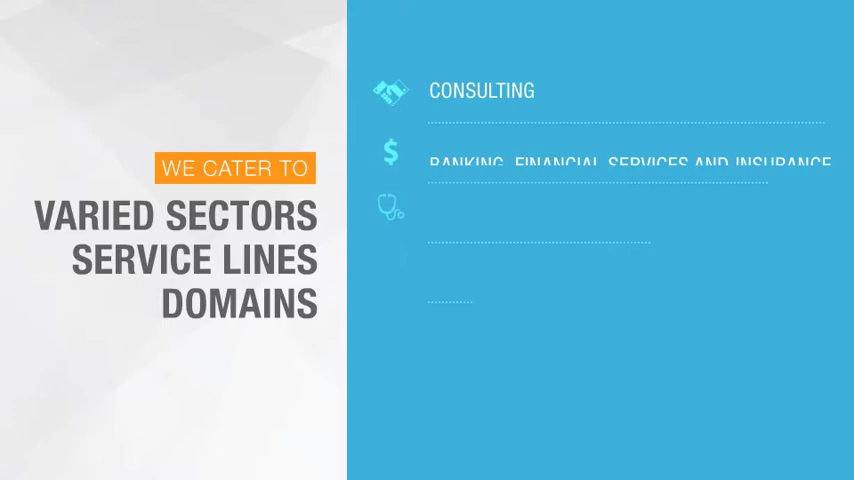 WE CATER TO
VARIED SECTORS
SERVICE LINES
DOMAINS
CONSULTING
BANKING, FINANCIAL SERVICES AND INSURANCE